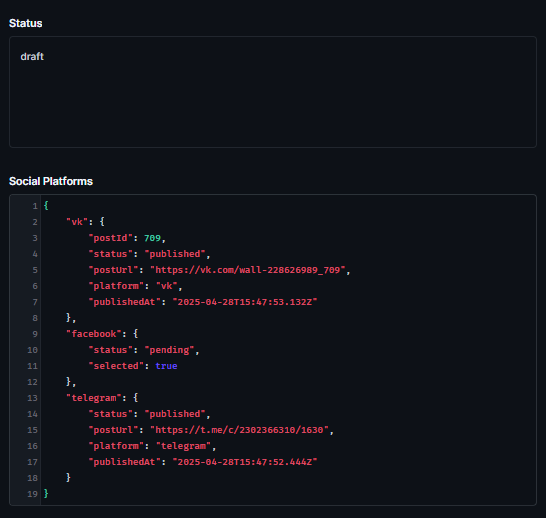 Status
draft
Social Platforms
1 {
2     "vk": {
3         "postId": 709,
4         "status": "published",
5         "postUrl": "https://vk.com/wall-228626989_709",
6         "platform": "vk",
7         "publishedAt": "2025-04-28T15:47:53.132Z"
8     },
9     "facebook": {
10         "status": "pending",
11         "selected": true
12     },
13     "telegram": {
14         "status": "published",
15         "postUrl": "https://t.me/c/2302366310/1630",
16         "platform": "telegram",
17         "publishedAt": "2025-04-28T15:47:52.444Z"
18     }
19 }